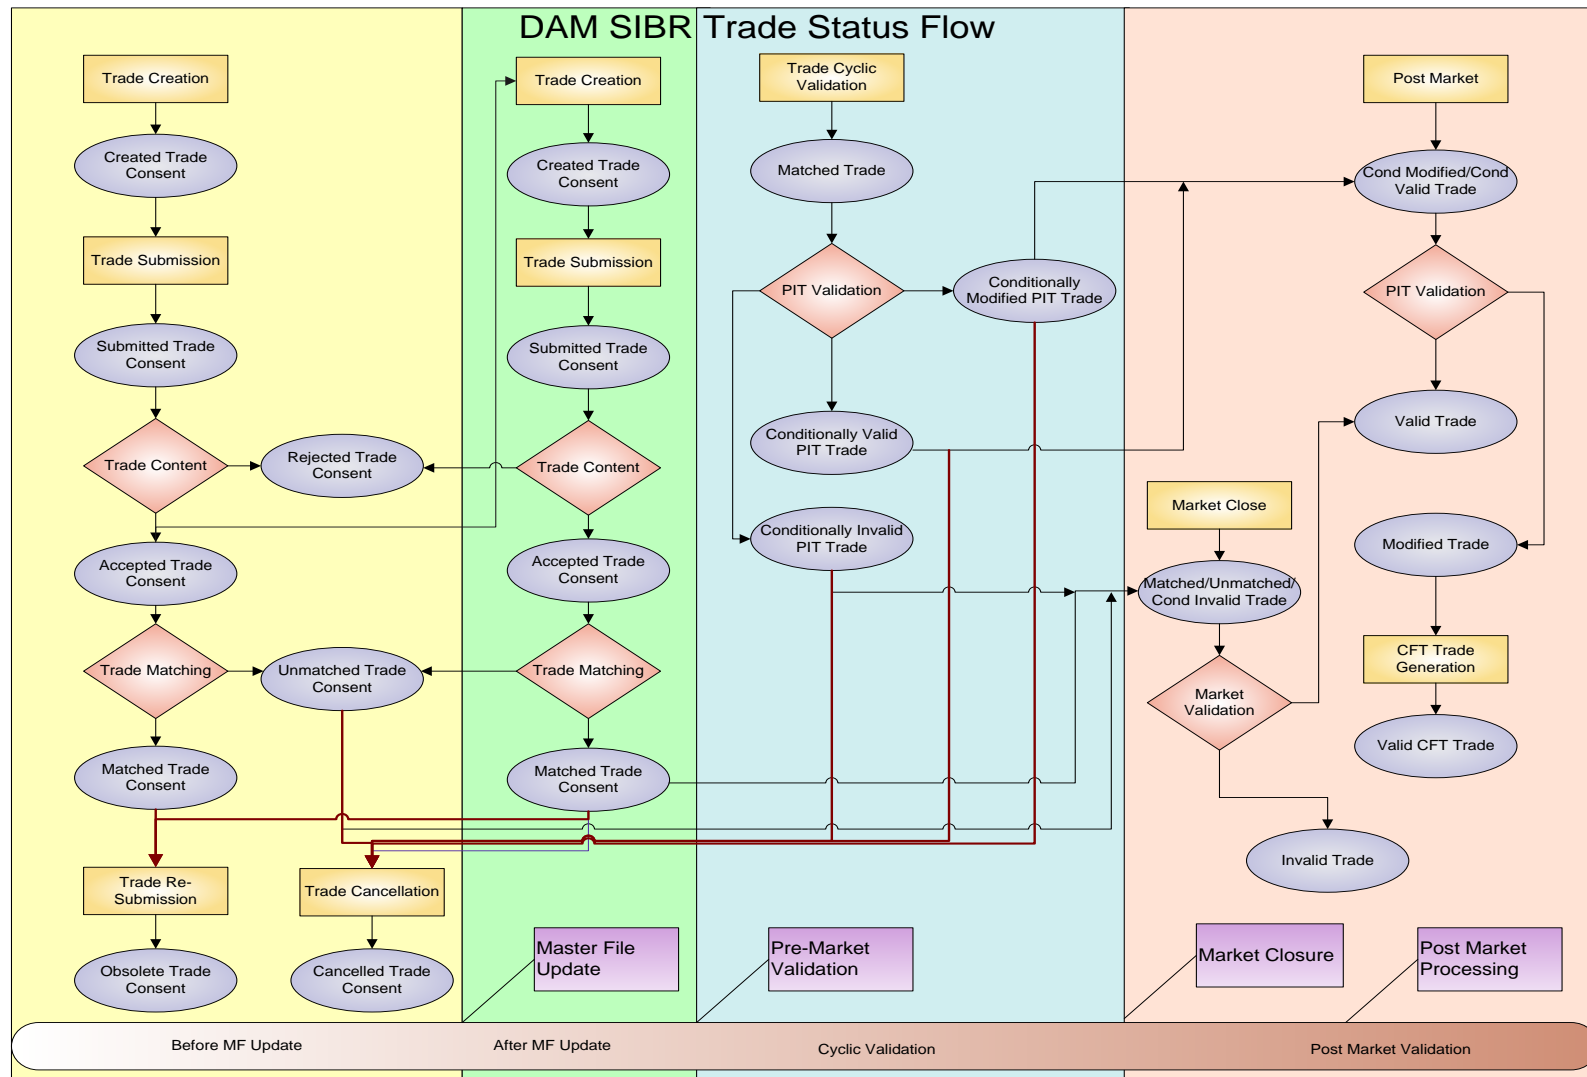 DAM SIBR Trade Status Flow
Trade Creation
Created Trade
Consent
Trade Submission
Submitted Trade
Consent
Trade Content
Rejected Trade
Consent
Accepted Trade
Consent
Trade Matching
Unmatched Trade
Consent
Matched Trade
Consent
Trade Re-
Submission
Trade Cancellation
Obsolete Trade
Consent
Cancelled Trade
Consent
Trade Creation
Created Trade
Consent
Trade Submission
Submitted Trade
Consent
Trade Content
Accepted Trade
Consent
Trade Matching
Matched Trade
Consent
Master File
Update
Trade Cyclic
Validation
Matched Trade
PIT Validation
Conditionally
Modified PIT Trade
Conditionally Valid
PIT Trade
Conditionally Invalid
PIT Trade
Pre-Market
Validation
Market Close
Matched/Unmatched/
Cond Invalid Trade
Market
Validation
Invalid Trade
Market Closure
Post Market
Cond Modified/Cond
Valid Trade
PIT Validation
Valid Trade
Modified Trade
CFT Trade
Generation
Valid CFT Trade
Post Market
Processing
Before MF Update
After MF Update
Cyclic Validation
Post Market Validation